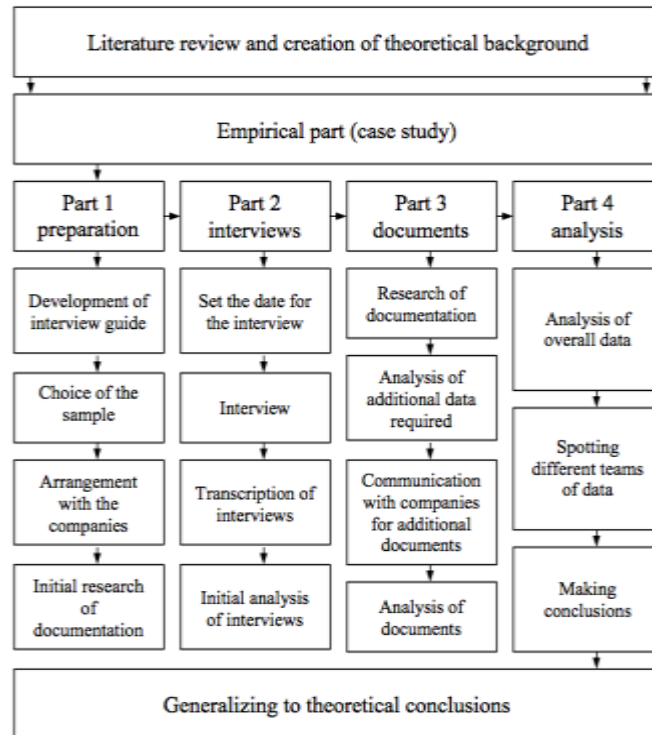 Literature review and creation of theoretical background
Empirical part (case study)
Part 1
preparation
Development of
interview guide
Choice of the
sample
Arrangement
with the
companies
Initial research
of
documentation
Part 2
interviews
Set the date for
the interview
Interview
Transcription of
interviews
Initial analysis
of interviews
Part 3
documents
Research of
documentation
Analysis of
additional data
required
Communication
with companies
for additional
documents
Analysis of
documents
Part 4
analysis
Analysis of
overall data
Spotting
different teams
of data
Making
conclusions
Generalizing to theoretical conclusions